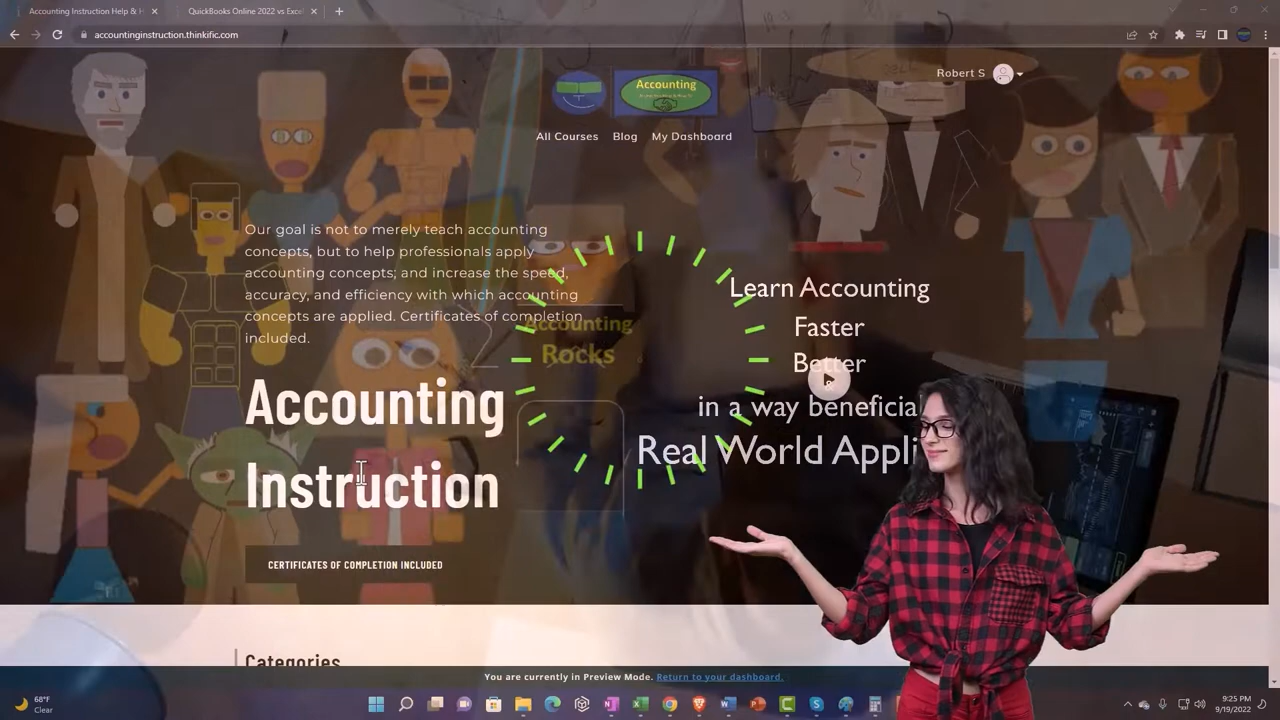 Accounting Instruction Help & H
QuickBooks Online 2022 vs Exce
accountinginstruction.thinkific.com
Robert S
Accounting
All Courses
Blog
My Dashboard
Our goal is not to merely teach accounting
concepts, but to help professionals apply
accounting concepts; and increase the speed,
accuracy, and efficiency with which accounting
concepts are applied. Certificates of completion
included.
Accounting
Rocks
Learn Accounting
Faster
Better
in a way beneficial
Real World Appli
Accounting
Instruction
CERTIFICATES OF COMPLETION INCLUDED
Categories
You are currently in Preview Mode. Return to your dashboard.
68°F
Clear
9:25 PM
9/19/2022